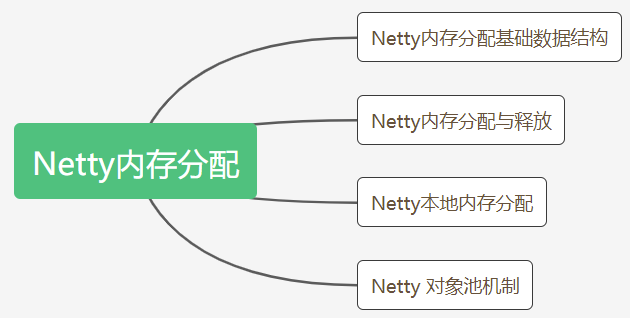 Netty内存分配基础数据结构
Netty内存分配与释放
Netty内存分配
Netty本地内存分配
Netty 对象池机制